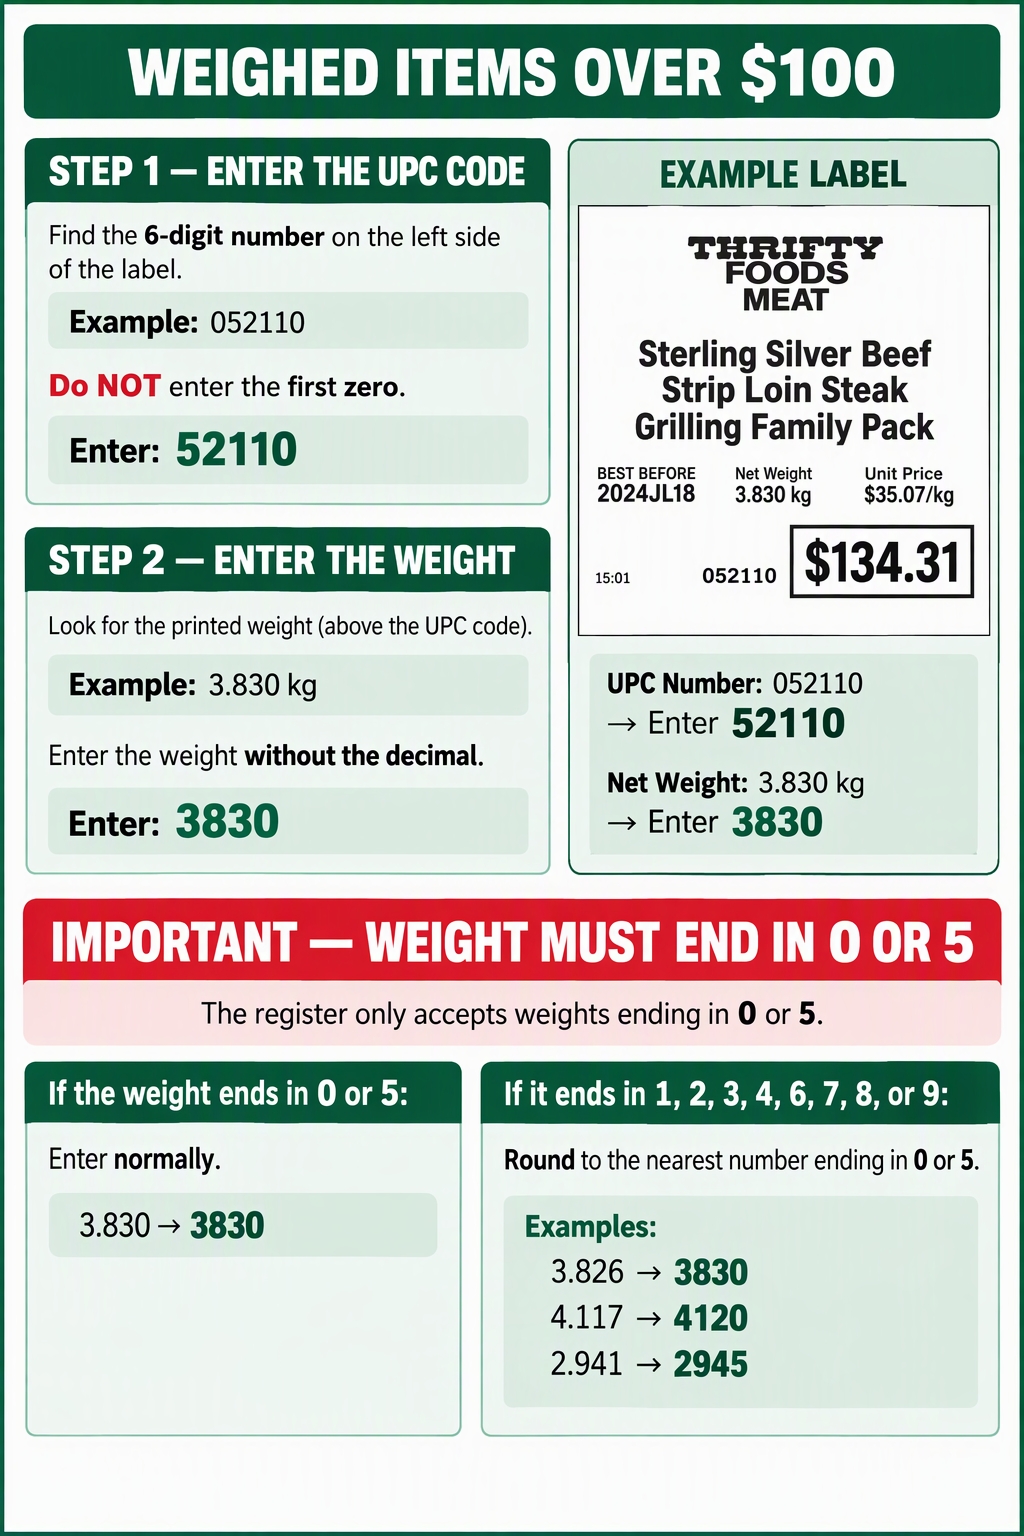 WEIGHED ITEMS OVER $100
STEP 1 — ENTER THE UPC CODE
Find the 6-digit number on the left side
of the label.
Example: 052110
Do NOT enter the first zero.
Enter: 52110
STEP 2 — ENTER THE WEIGHT
Look for the printed weight (above the UPC code).
Example: 3.830 kg
Enter the weight without the decimal.
Enter: 3830
EXAMPLE LABEL
THRIFTY
FOODS
MEAT
Sterling Silver Beef
Strip Loin Steak
Grilling Family Pack
BEST BEFORE Net Weight Unit Price
2024JL18 3.830 kg $35.07/kg
15:01 052110 $134.31
UPC Number: 052110
→ Enter 52110
Net Weight: 3.830 kg
→ Enter 3830
IMPORTANT — WEIGHT MUST END IN 0 OR 5
The register only accepts weights ending in 0 or 5.
If the weight ends in 0 or 5:
Enter normally.
3.830 → 3830
If it ends in 1, 2, 3, 4, 6, 7, 8, or 9:
Round to the nearest number ending in 0 or 5.
Examples:
3.826 → 3830
4.117 → 4120
2.941 → 2945